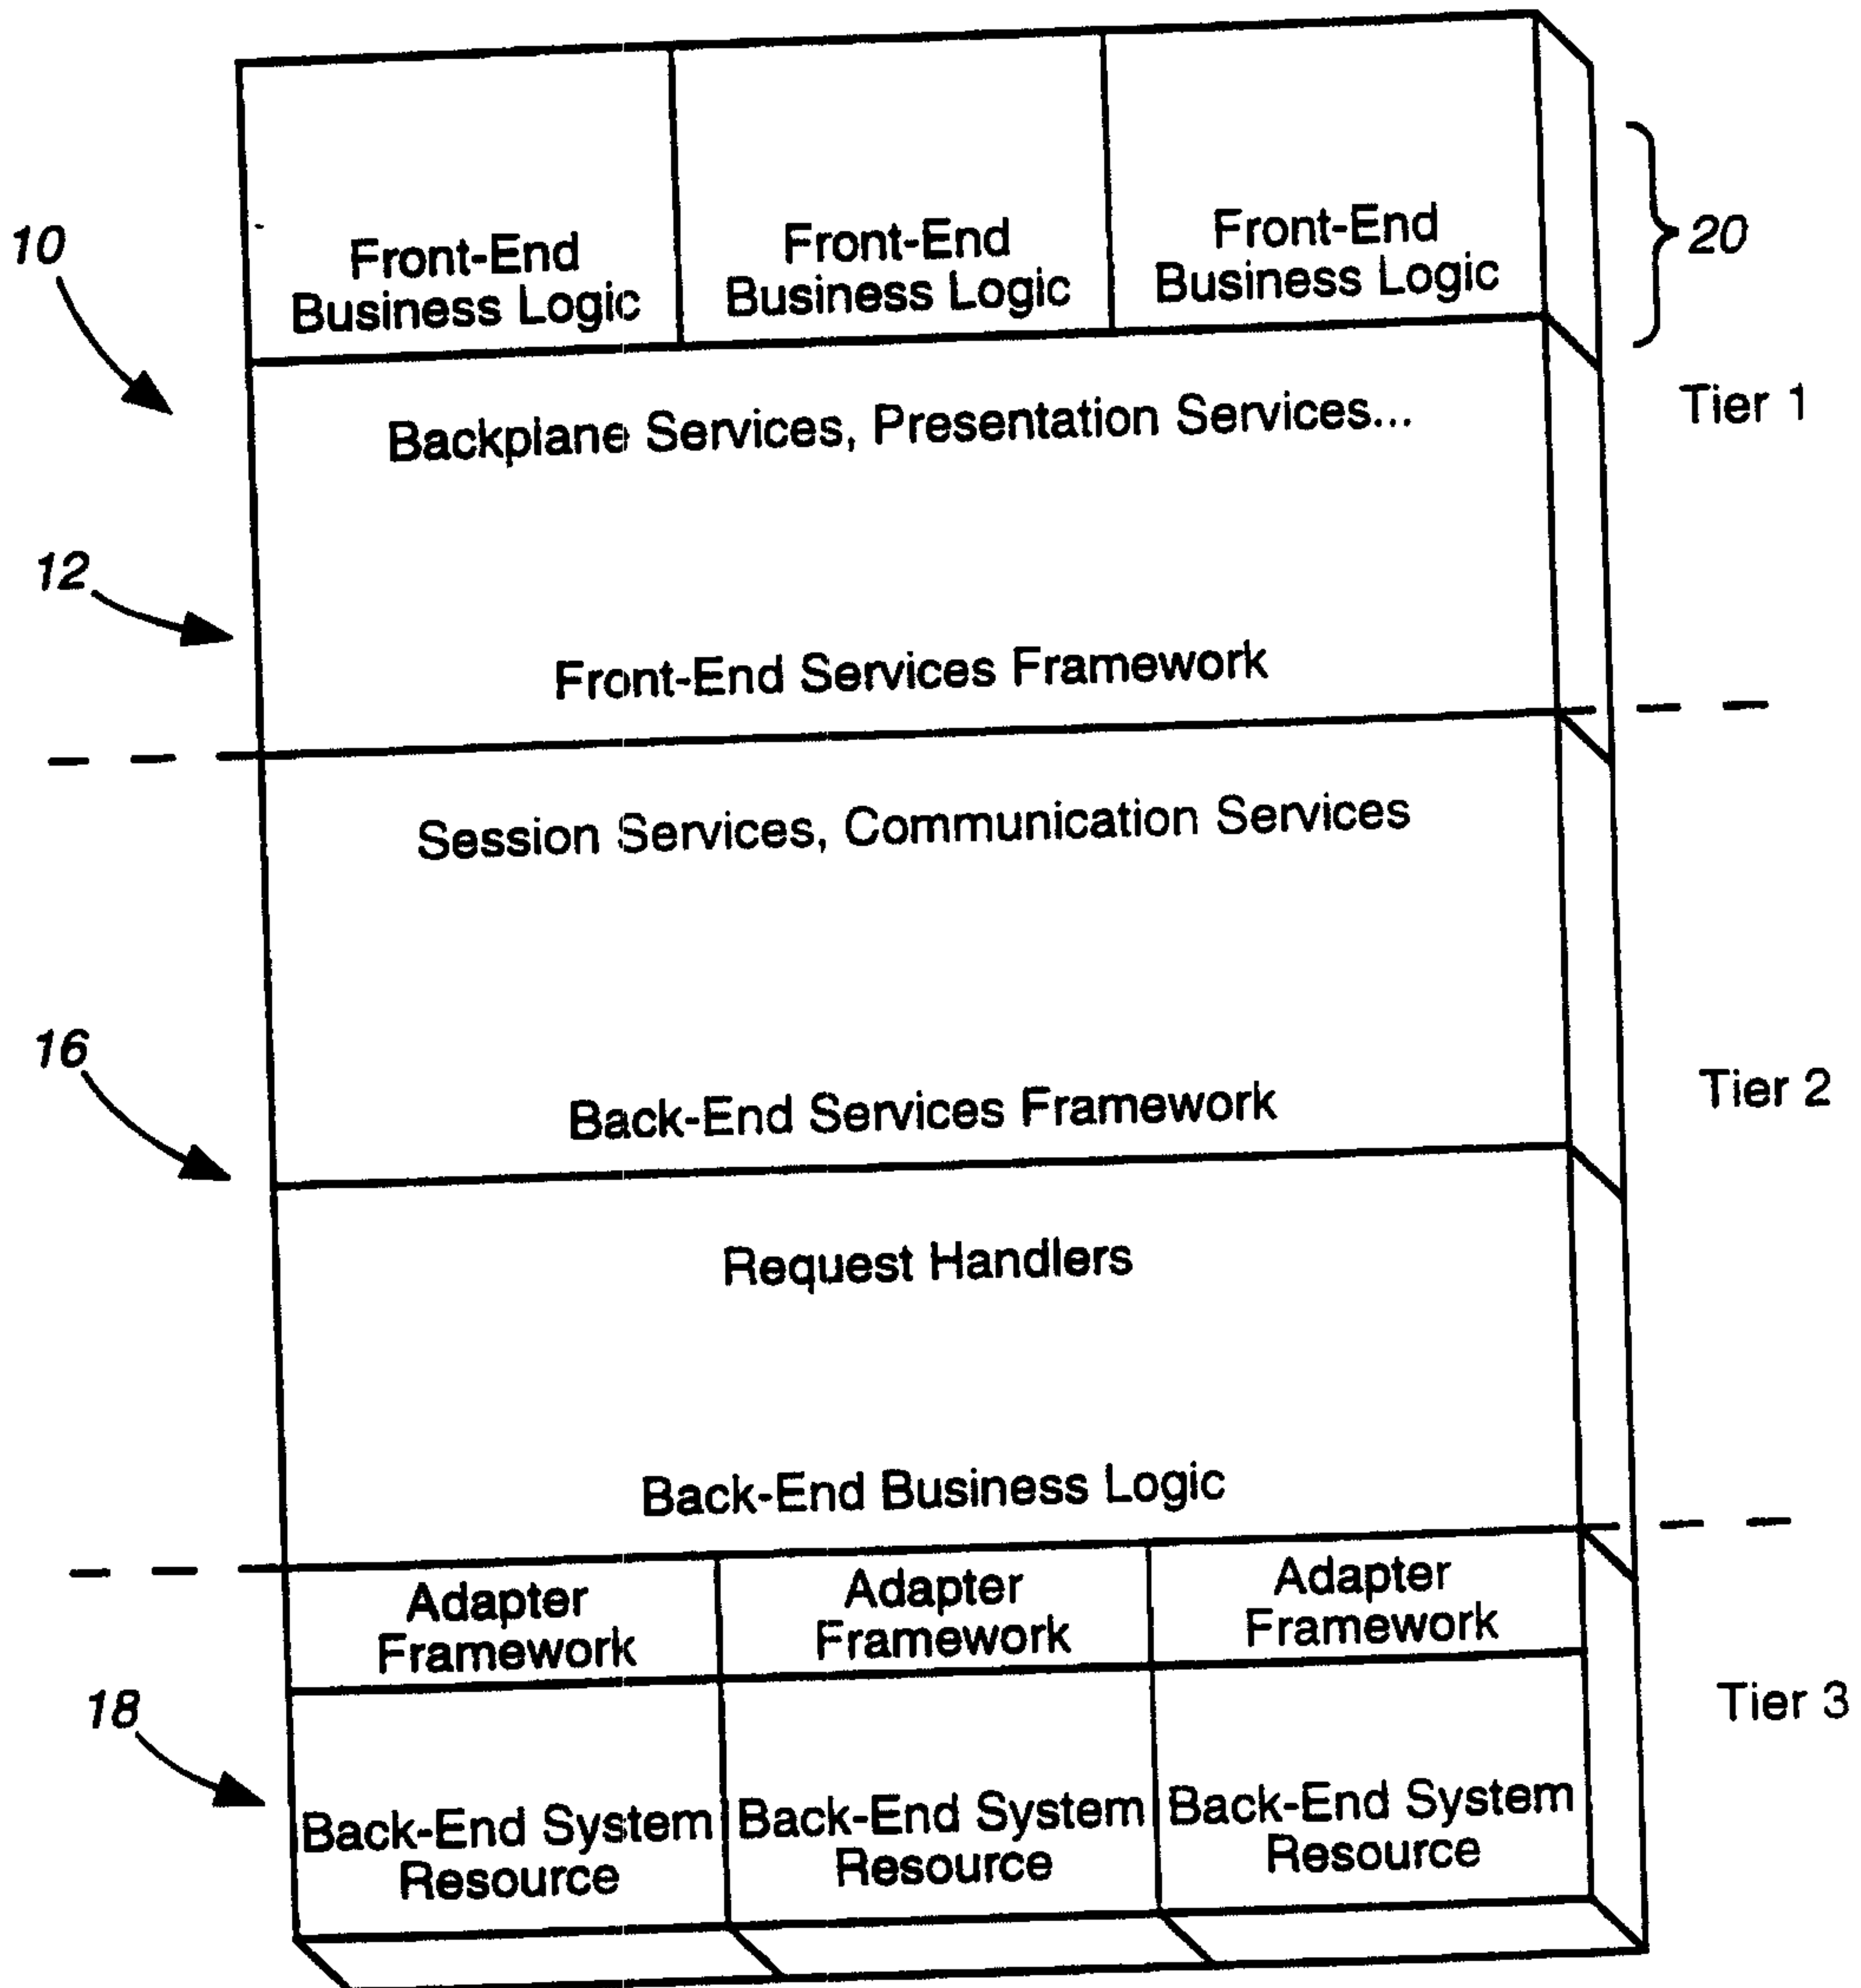 Front-End
Business Logic
Front-End
Business Logic
Front-End
Business Logic
20
10
Tier 1
Backplane Services, Presentation Services...
12
Front-End Services Framework
Session Services, Communication Services
16
Tier 2
Back-End Services Framework
Request Handlers
Back-End Business Logic
Adapter
Framework
Adapter
Framework
Adapter
Framework
18
Tier 3
Back-End System
Resource
Back-End System
Resource
Back-End System
Resource